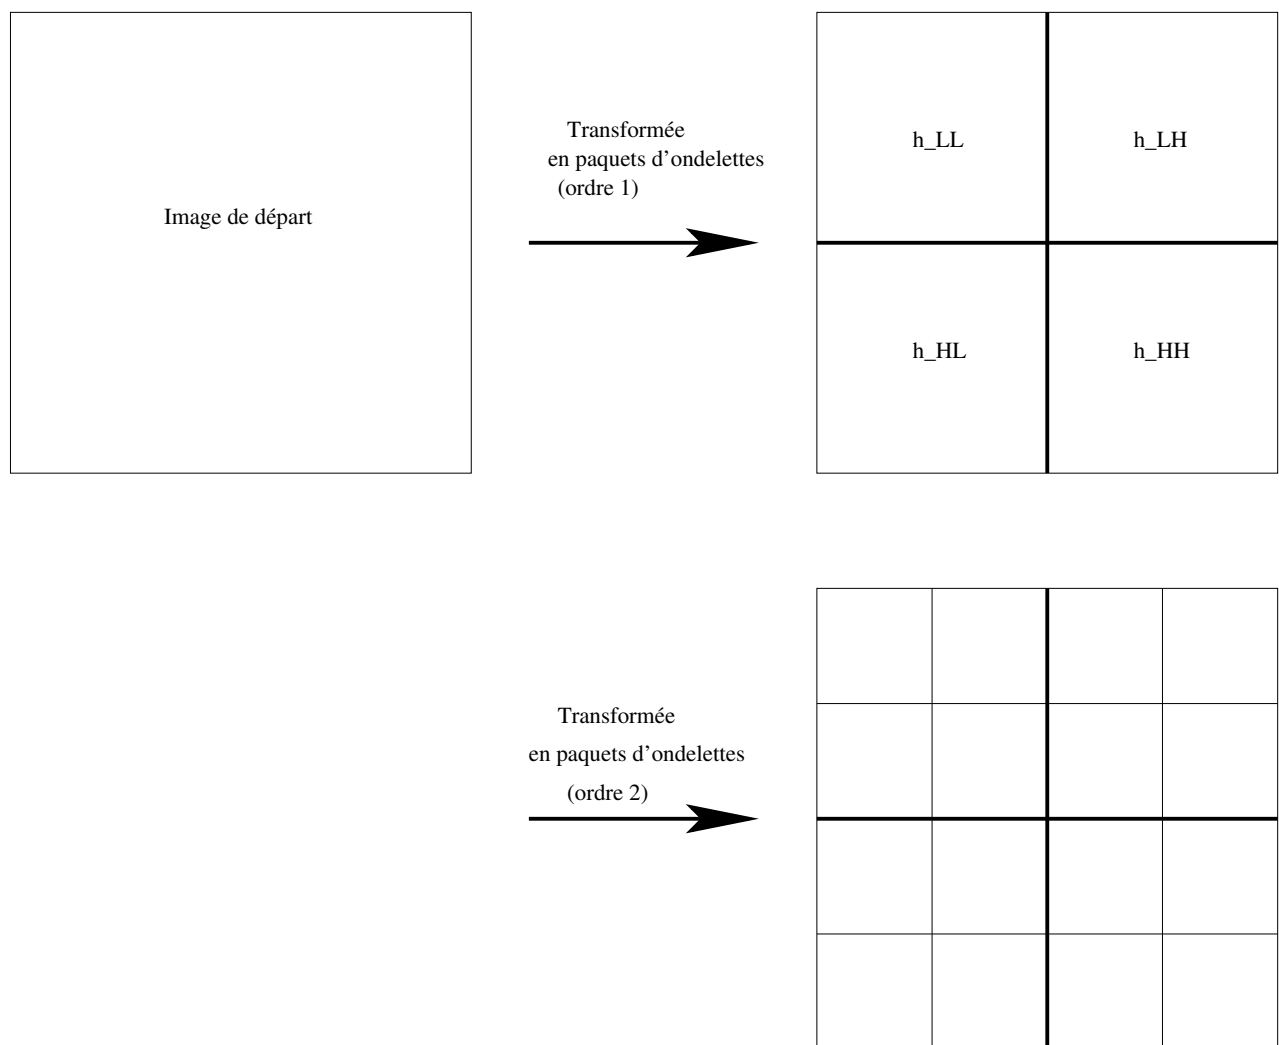 Image de départ
Transformée
en paquets d’ondelettes
(ordre 1)
h_LL
h_LH
h_HL
h_HH
Transformée
en paquets d’ondelettes
(ordre 2)